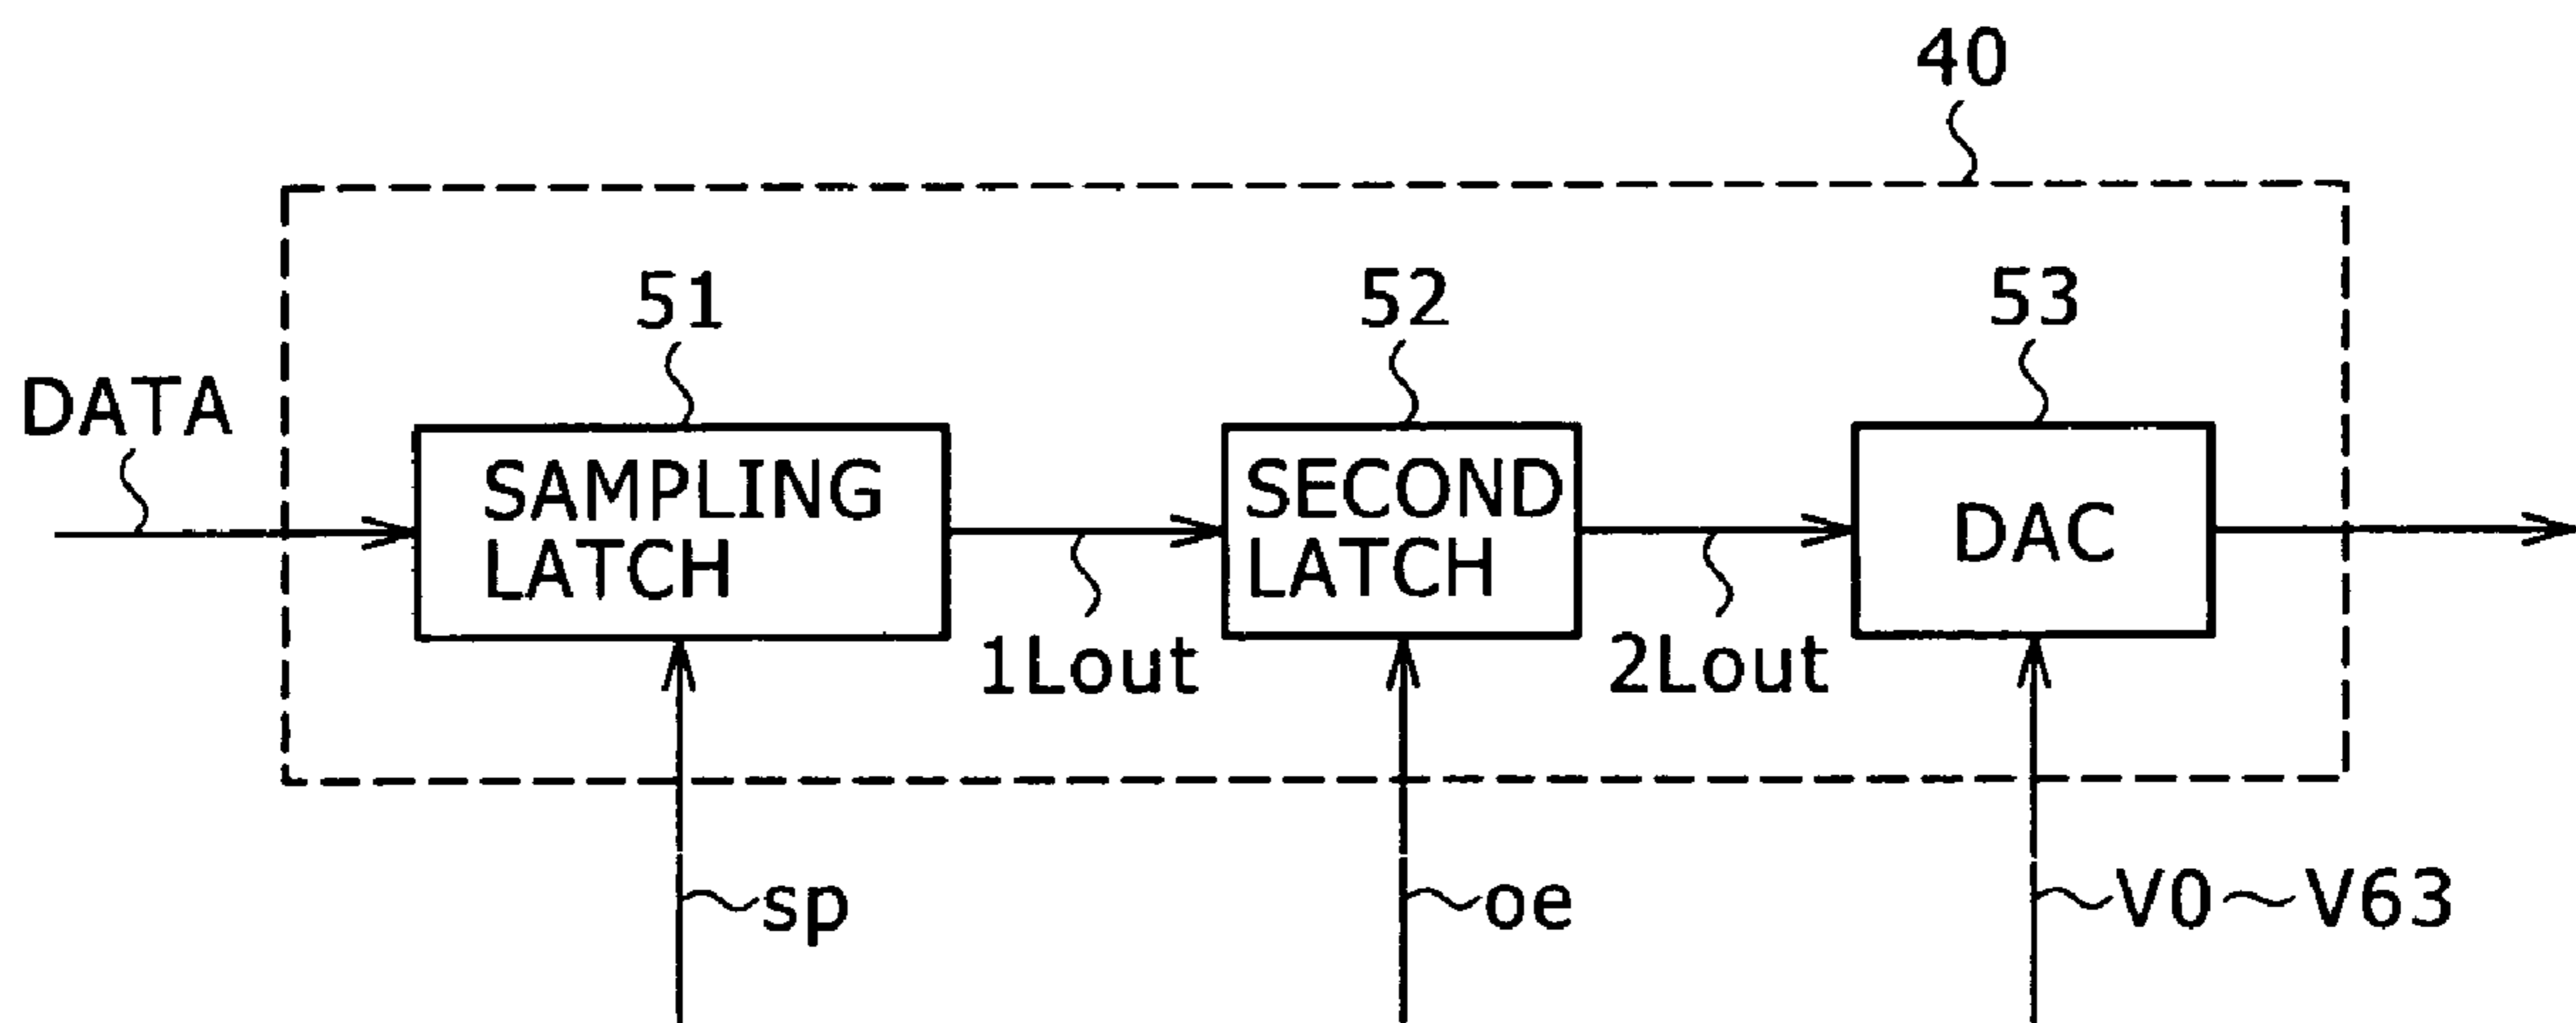 40
51
52
53
DATA
SAMPLING
LATCH
SECOND
LATCH
DAC
1Lout
2Lout
sp
oe
V0～V63